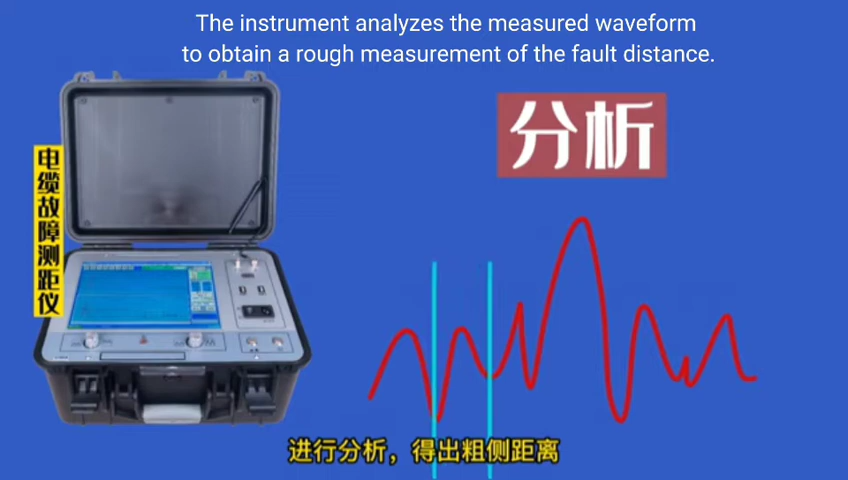 The instrument analyzes the measured waveform
to obtain a rough measurement of the fault distance.
分析
电缆故障测距仪
进行分析，得出粗侧距离